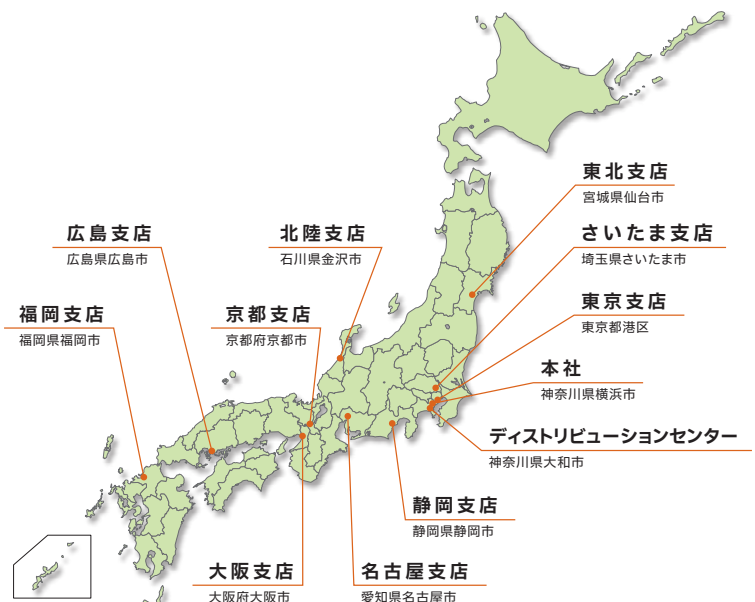 東北支店
宮城県仙台市
広島支店
広島県広島市
北陸支店
石川県金沢市
さいたま支店
埼玉県さいたま市
福岡支店
福岡県福岡市
京都支店
京都府京都市
東京支店
東京都港区
本社
神奈川県横浜市
ディストリビューションセンター
神奈川県大和市
静岡支店
静岡県静岡市
大阪支店
大阪府大阪市
名古屋支店
愛知県名古屋市